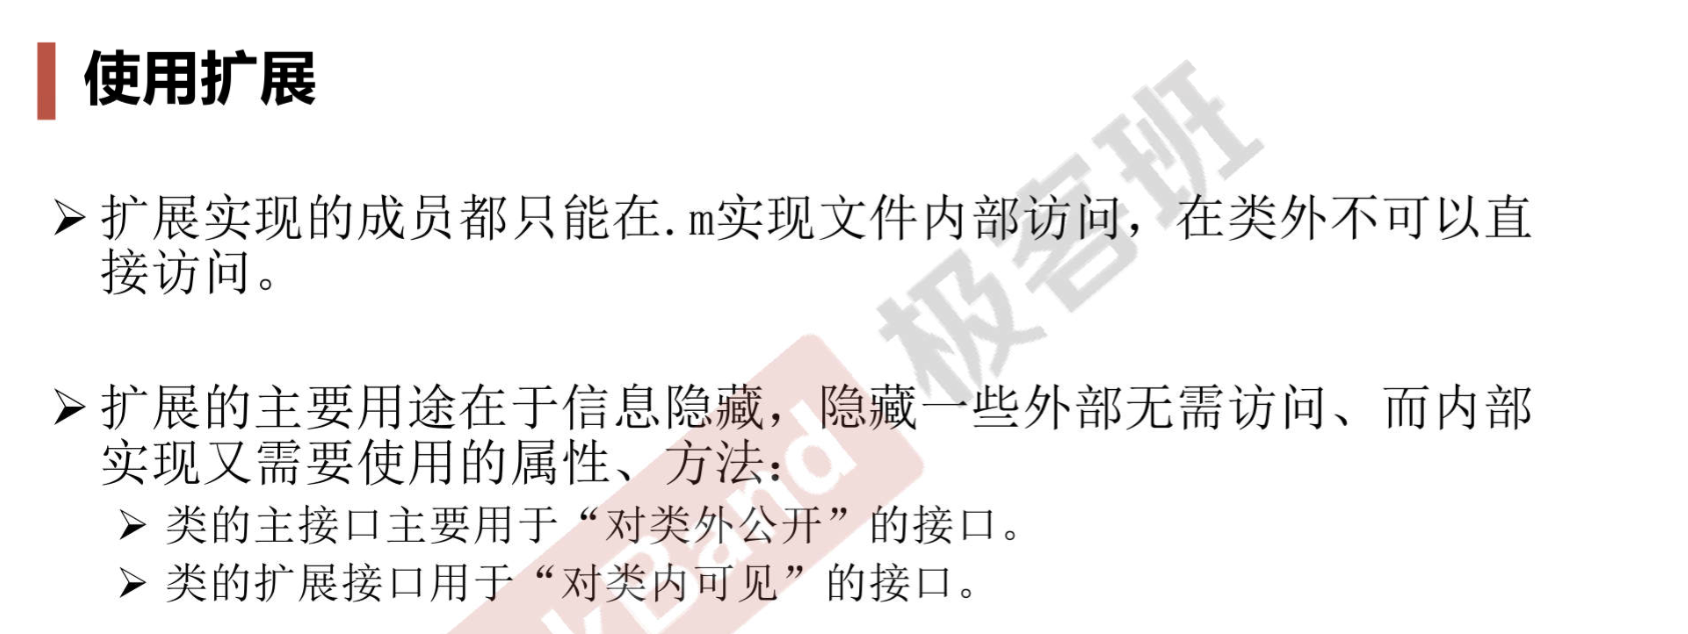 使用扩展
➢扩展实现的成员都只能在.m实现文件内部访问，在类外不可以直
接访问。
➢扩展的主要用途在于信息隐藏，隐藏一些外部无需访问、而内部
实现又需要使用的属性、方法：
➢类的主接口主要用于“对类外公开”的接口。
➢类的扩展接口用于“对类内可见”的接口。
极客班
kBand